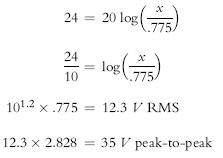 24 = 20 log(x/.775)
24/10 = log(x/.775)
10^1.2 × .775 = 12.3 V RMS
12.3 × 2.828 = 35 V peak-to-peak